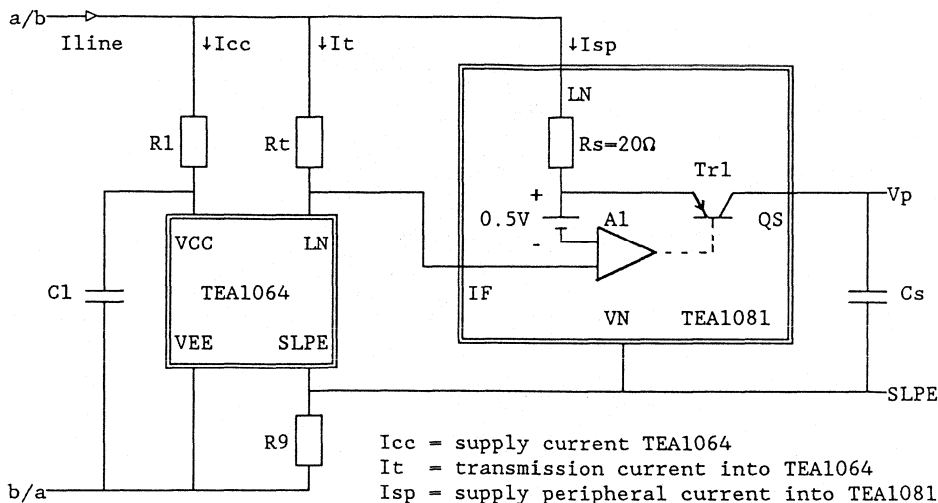 a/b
Iline
↓Icc
↓It
↓Isp
LN
R1
Rt
Rs=20Ω
Tr1
+
0.5V
-
A1
Vp
QS
VCC
LN
C1
TEA1064
IF
Cs
VN
TEA1081
VEE
SLPE
SLPE
R9
Icc = supply current TEA1064
It = transmission current into TEA1064
b/a
Isp = supply peripheral current into TEA1081